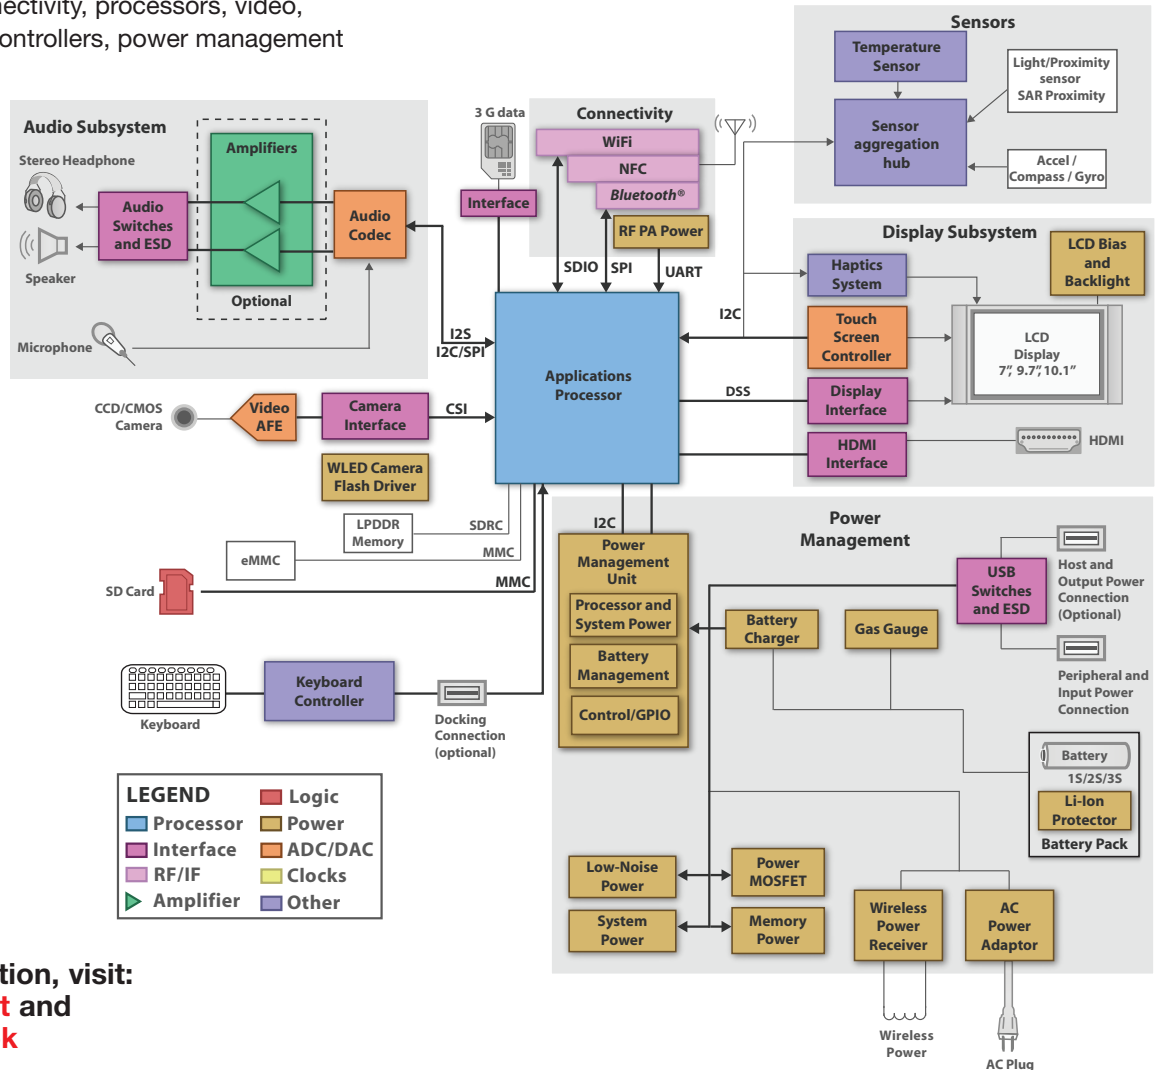 nectivity, processors, video,
ontrollers, power management
Sensors
Temperature
Sensor
Light/Proximity
sensor
SAR Proximity
Sensor
aggregation
hub
Accel /
Compass / Gyro
Audio Subsystem
Stereo Headphone
Amplifiers
Audio
Switches
and ESD
Audio
Codec
Speaker
Optional
Microphone
I2S
I2C/SPI
3 G data
Interface
Connectivity
WiFi
NFC
Bluetooth®
RF PA Power
SDIO
SPI
UART
I2C
Display Subsystem
LCD Bias
and
Backlight
Haptics
System
Touch
Screen
Controller
LCD
Display
7", 9.7", 10.1"
DSS
Display
Interface
HDMI
Interface
HDMI
Applications
Processor
CCD/CMOS
Camera
Video
AFE
Camera
Interface
CSI
WLED Camera
Flash Driver
LPDDR
Memory
SDRC
eMMC
MMC
SD Card
MMC
Keyboard
Keyboard
Controller
Docking
Connection
(optional)
I2C
Power
Management
Power
Management
Unit
Processor and
System Power
Battery
Management
Control/GPIO
Battery
Charger
Gas Gauge
USB
Switches
and ESD
Host and
Output Power
Connection
(Optional)
Peripheral and
Input Power
Connection
Battery
1S/2S/3S
Li-Ion
Protector
Battery Pack
Low-Noise
Power
Power
MOSFET
System
Power
Memory
Power
Wireless
Power
Receiver
AC
Power
Adaptor
Wireless
Power
AC Plug
LEGEND
Logic
Processor
Power
Interface
ADC/DAC
RF/IF
Clocks
Amplifier
Other
tion, visit:
t and
k